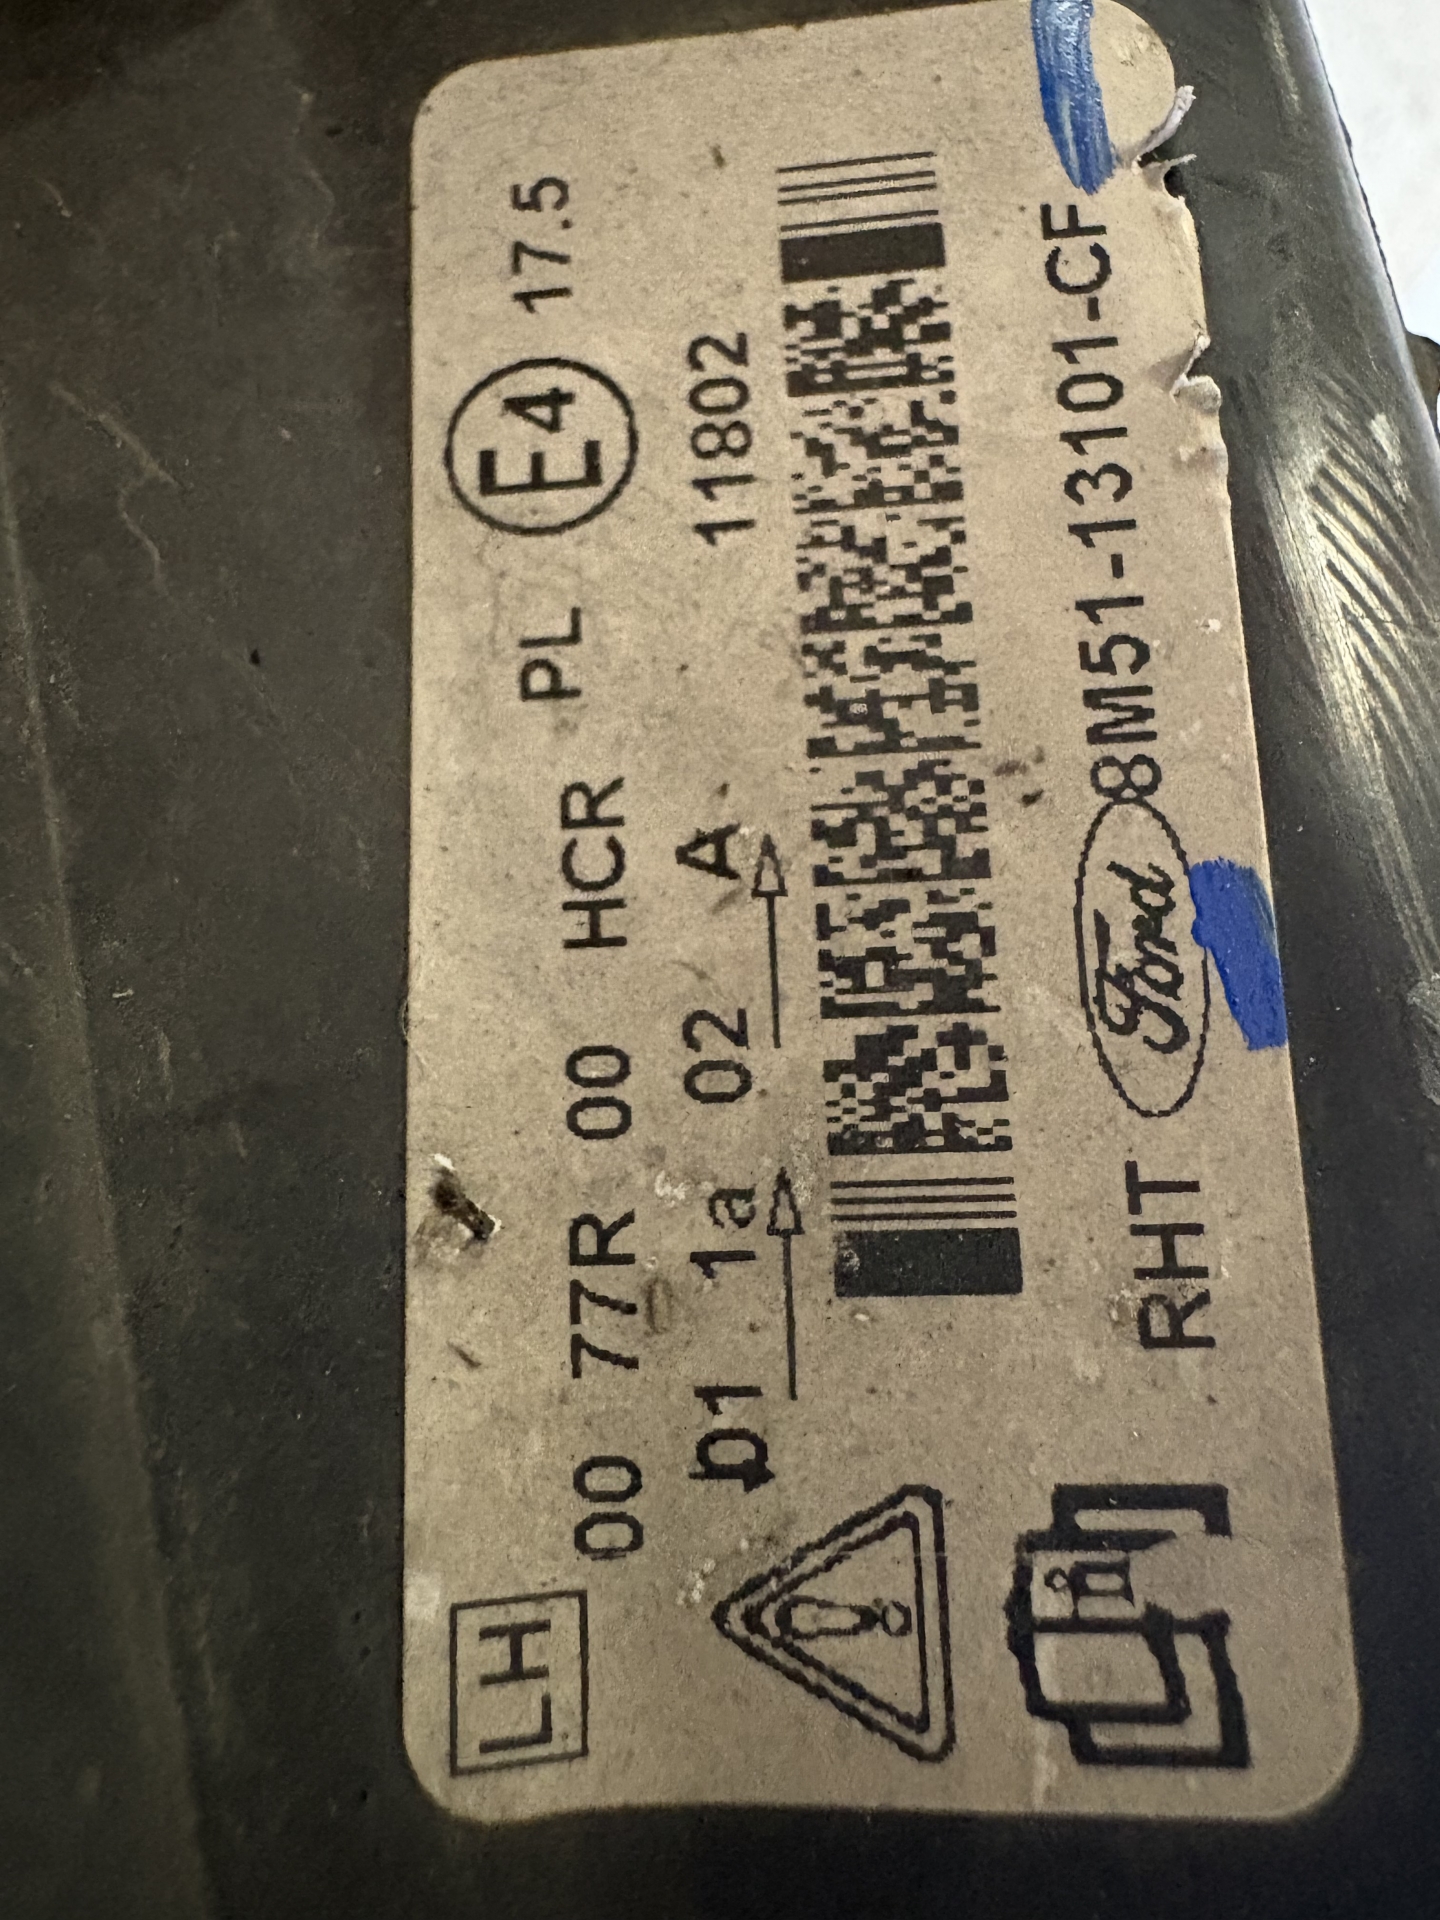 LH
00 77R 00 HCR PL E4 17.5
01 1a 02 A 11802
RHT Ford 8M51-13101-CF